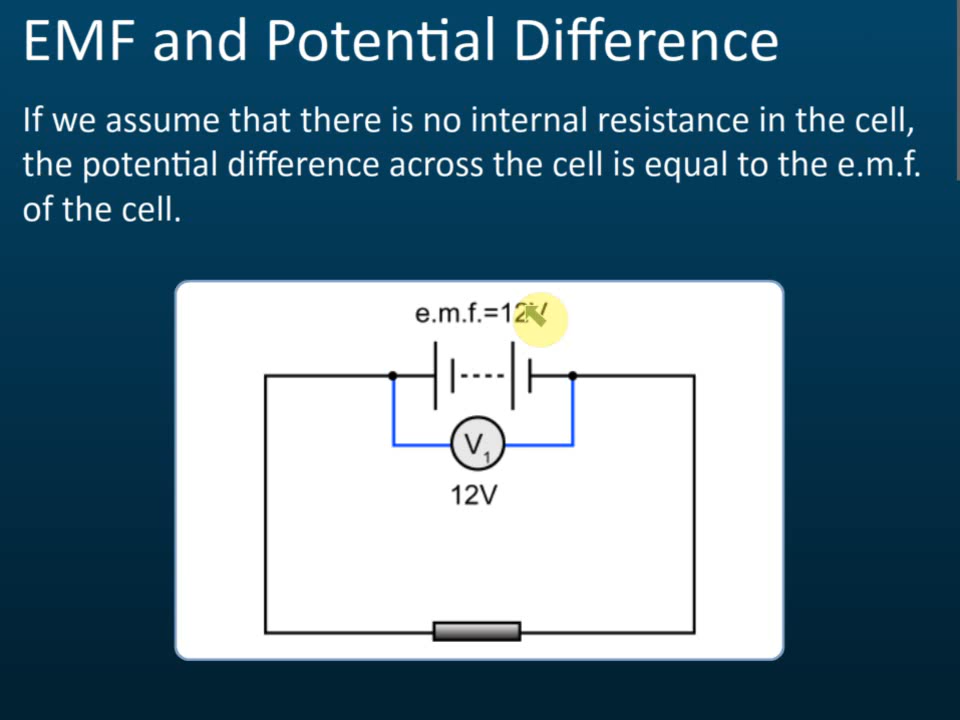 EMF and Potential Difference
If we assume that there is no internal resistance in the cell,
the potential difference across the cell is equal to the e.m.f.
of the cell.
e.m.f.=12V
V1
12V